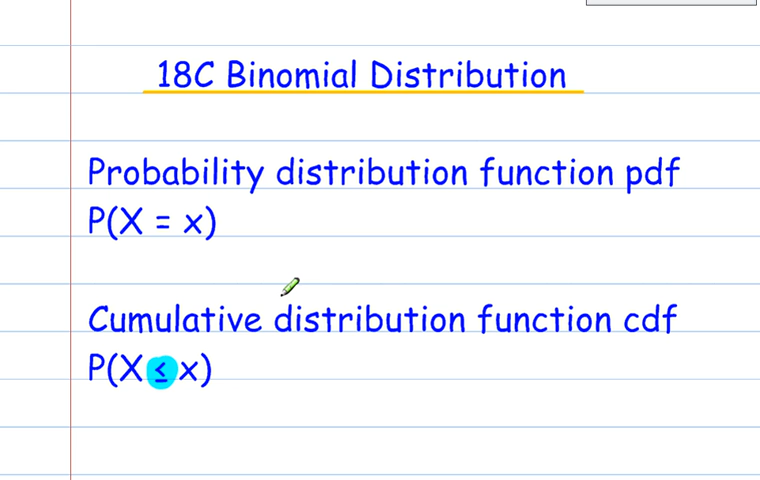 18C Binomial Distribution
Probability distribution function pdf
P(X = x)
Cumulative distribution function cdf
P(X ≤ x)